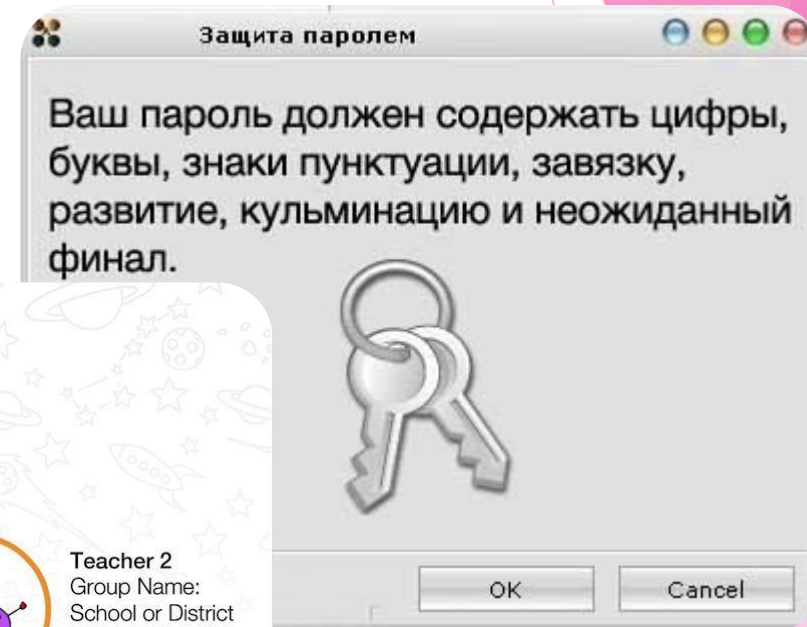 Защита паролем
Ваш пароль должен содержать цифры,
буквы, знаки пунктуации, завязку,
развитие, кульминацию и неожиданный
финал.
Teacher 2
Group Name:
School or District
OK
Cancel